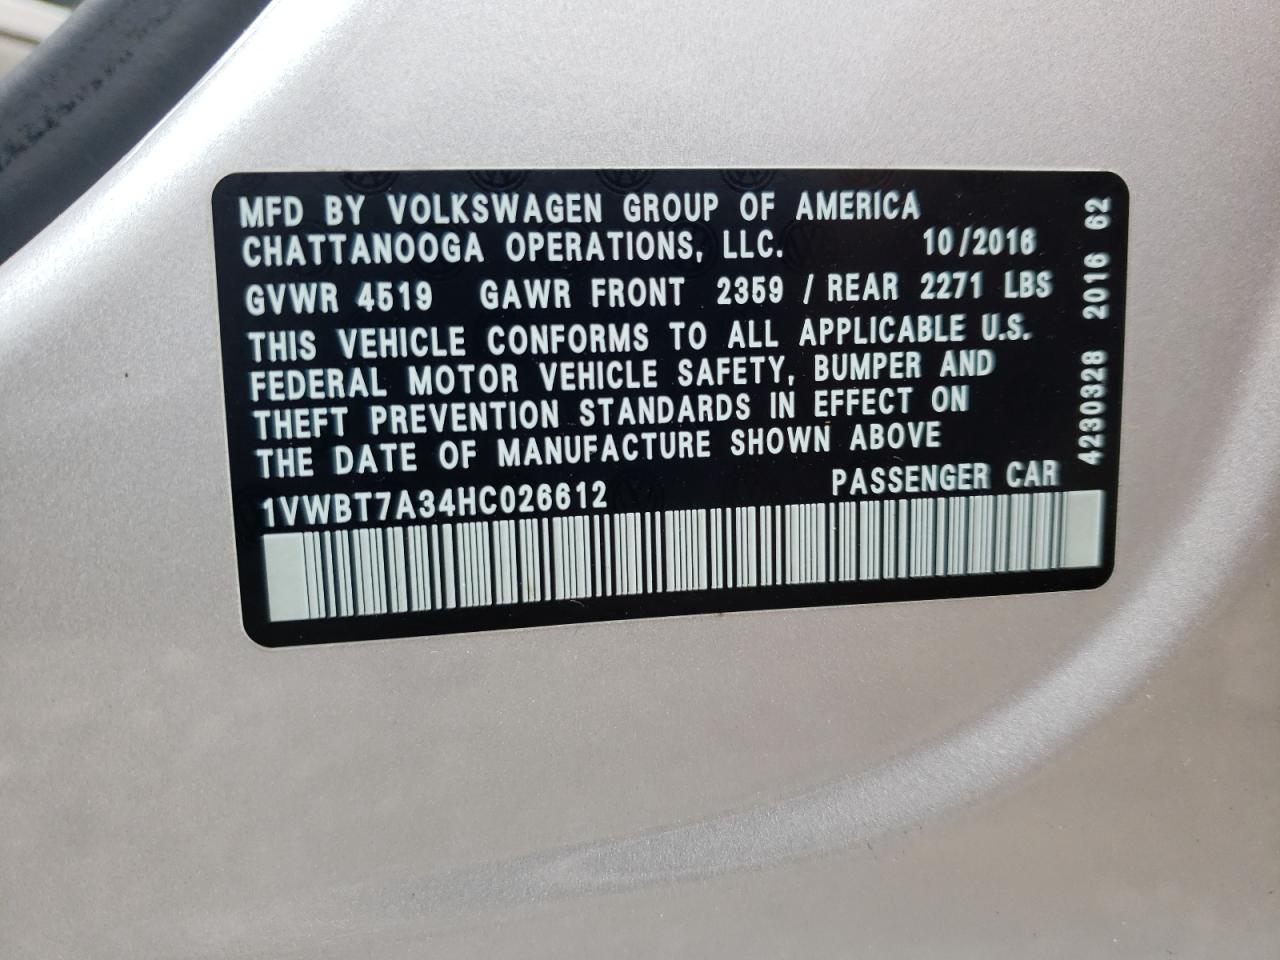 MFD BY VOLKSWAGEN GROUP OF AMERICA
CHATTANOOGA OPERATIONS, LLC. 10/2016
GVWR 4519 GAWR FRONT 2359 / REAR 2271 LBS
THIS VEHICLE CONFORMS TO ALL APPLICABLE U.S.
FEDERAL MOTOR VEHICLE SAFETY, BUMPER AND
THEFT PREVENTION STANDARDS IN EFFECT ON
THE DATE OF MANUFACTURE SHOWN ABOVE
1VWBT7A34HC026612 PASSENGER CAR
4230328 2016 62